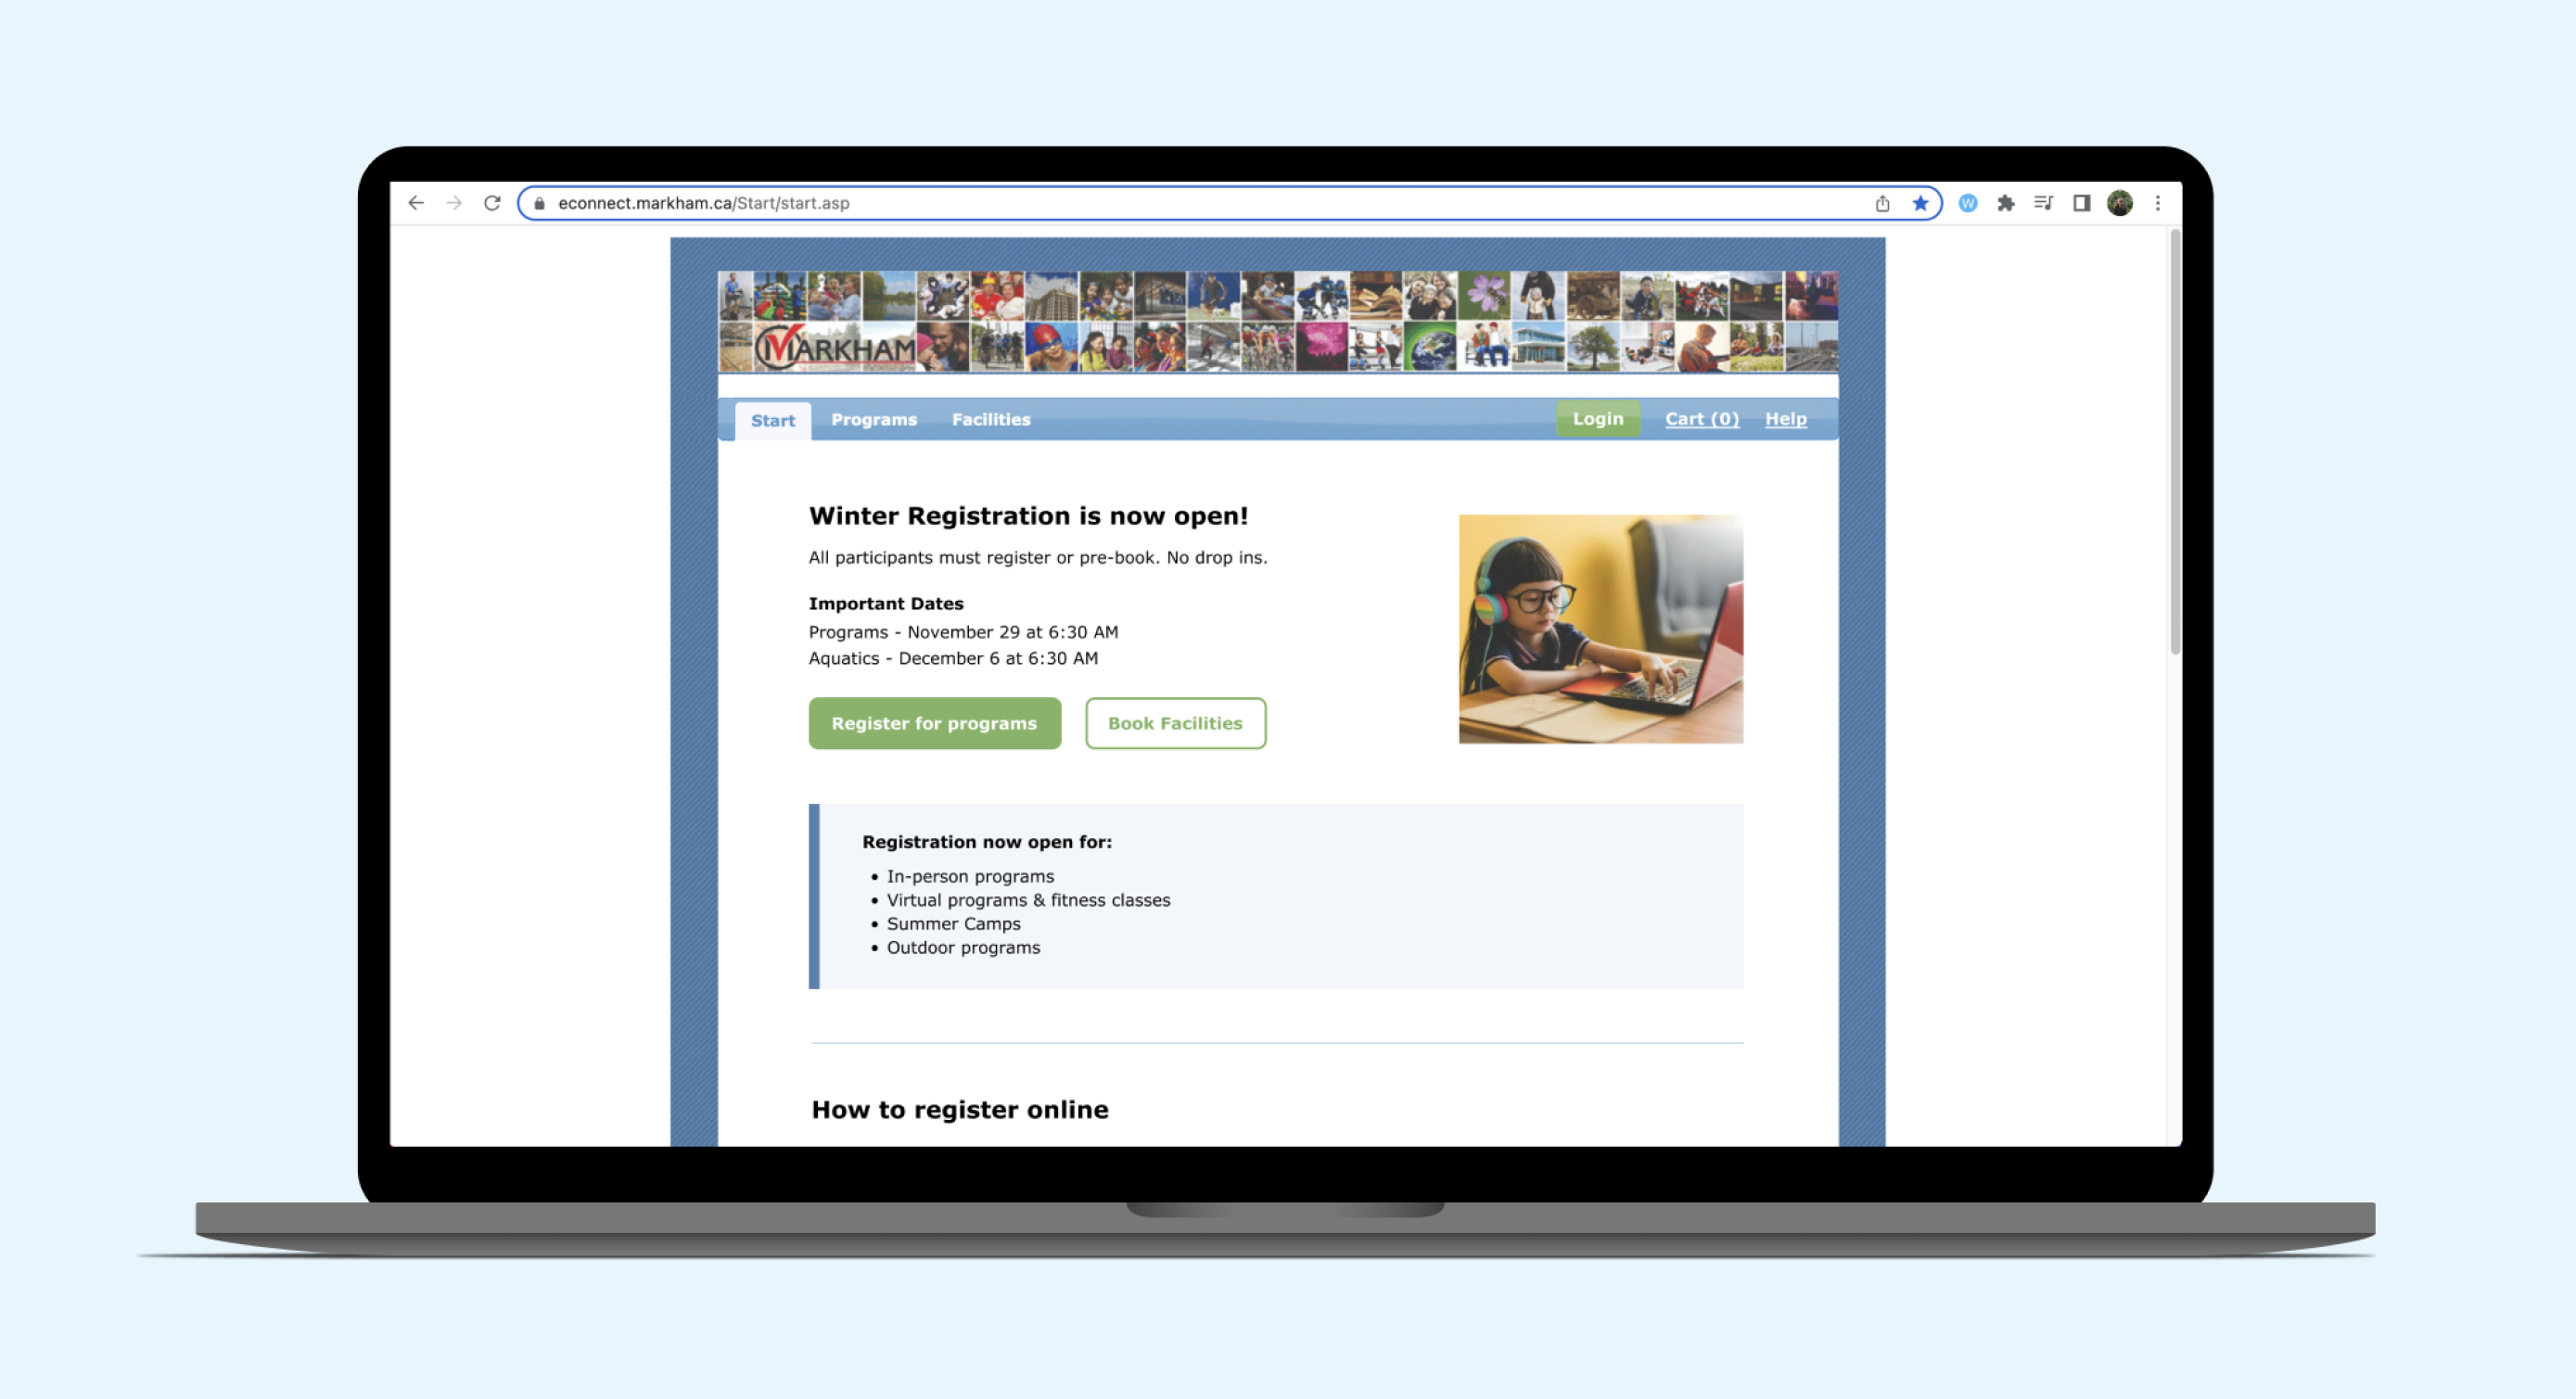 econnect.markham.ca/Start/start.asp
W
MARKHAM
Start Programs Facilities Login Cart (0) Help
Winter Registration is now open!
All participants must register or pre-book. No drop ins.
Important Dates
Programs - November 29 at 6:30 AM
Aquatics - December 6 at 6:30 AM
Register for programs Book Facilities
Registration now open for:
• In-person programs
• Virtual programs & fitness classes
• Summer Camps
• Outdoor programs
How to register online